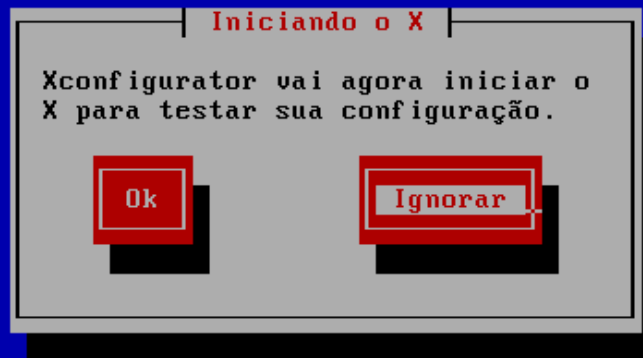 Iniciando o X
Xconfigurator vai agora iniciar o
X para testar sua configuração.
Ok
Ignorar